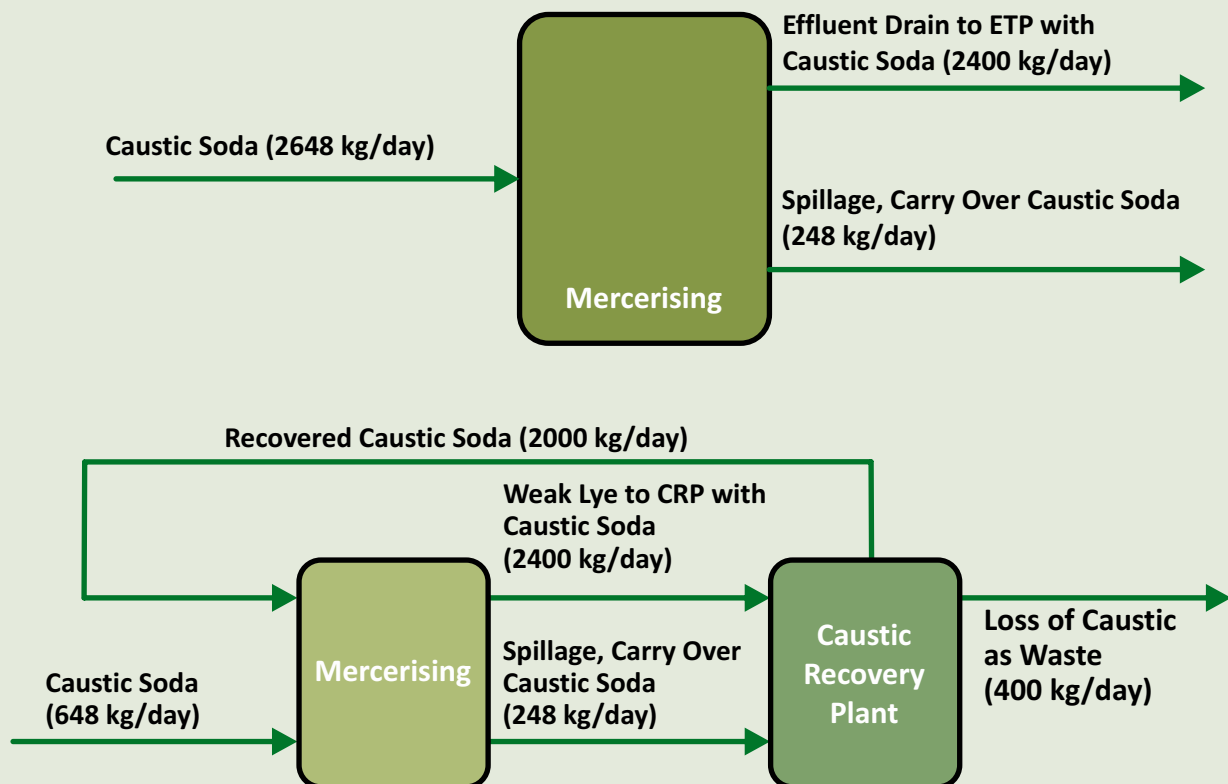 Effluent Drain to ETP with
Caustic Soda (2400 kg/day)
Caustic Soda (2648 kg/day)
Spillage, Carry Over Caustic Soda
(248 kg/day)
Mercerising
Recovered Caustic Soda (2000 kg/day)
Weak Lye to CRP with
Caustic Soda
(2400 kg/day)
Caustic Soda
(648 kg/day)
Mercerising
Spillage, Carry Over
Caustic Soda
(248 kg/day)
Caustic
Recovery
Plant
Loss of Caustic
as Waste
(400 kg/day)